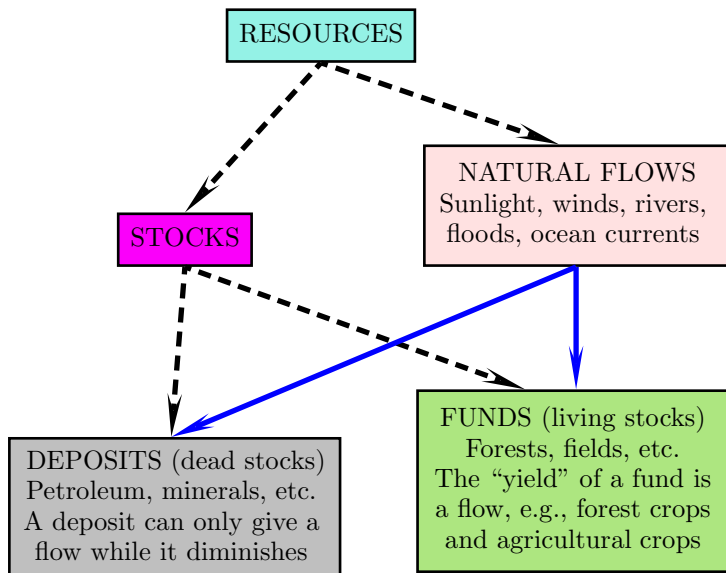 RESOURCES
NATURAL FLOWS
Sunlight, winds, rivers,
floods, ocean currents
STOCKS
FUNDS (living stocks)
Forests, fields, etc.
The “yield” of a fund is
a flow, e.g., forest crops
and agricultural crops
DEPOSITS (dead stocks)
Petroleum, minerals, etc.
A deposit can only give a
flow while it diminishes